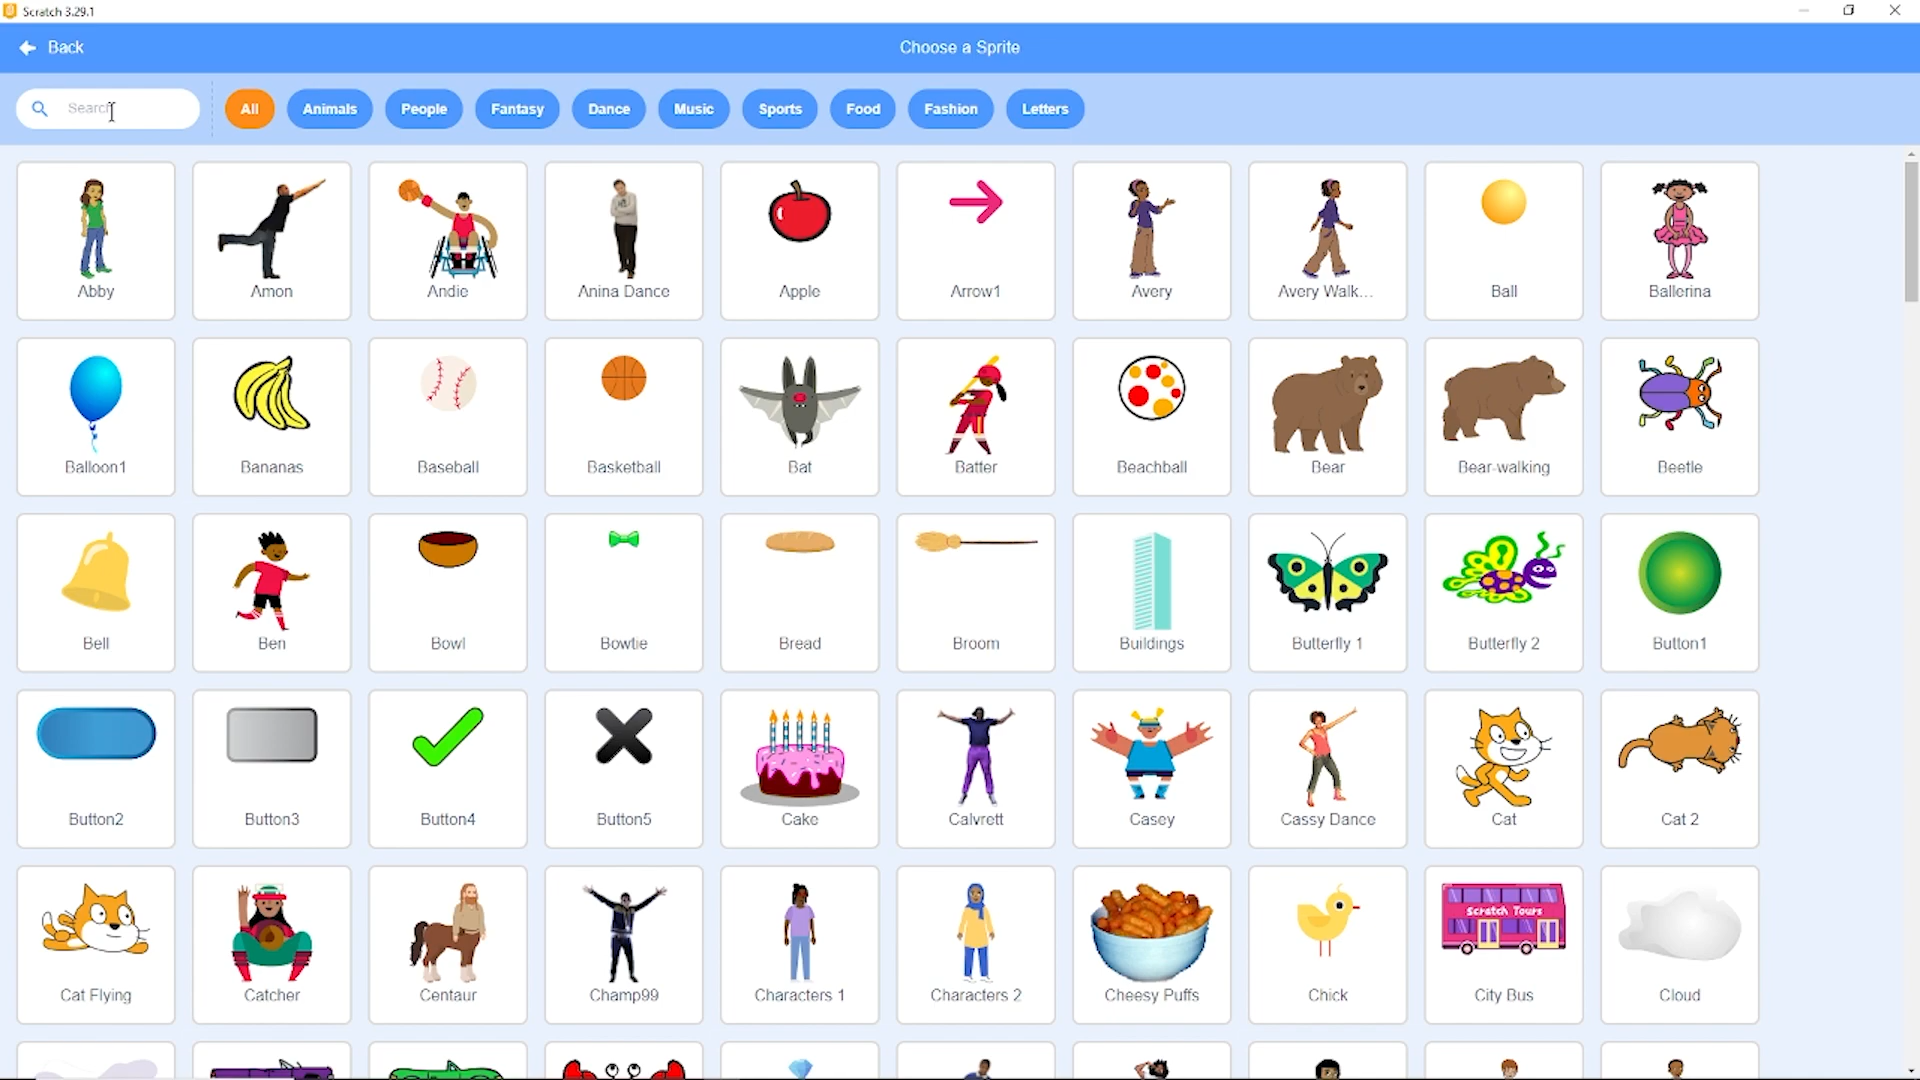 Scratch 3.29.1
Back
Choose a Sprite
Search
All Animals People Fantasy Dance Music Sports Food Fashion Letters
Abby Amon Andie Anina Dance Apple Arrow1 Avery Avery Walk... Ball Ballerina
Balloon1 Bananas Baseball Basketball Bat Batter Beachball Bear Bear-walking Beetle
Bell Ben Bowl Bowtie Bread Broom Buildings Butterfly 1 Butterfly 2 Button1
Button2 Button3 Button4 Button5 Cake Calvrett Casey Cassy Dance Cat Cat 2
Scratch Tours
Cat Flying Catcher Centaur Champ99 Characters 1 Characters 2 Cheesy Puffs Chick City Bus Cloud